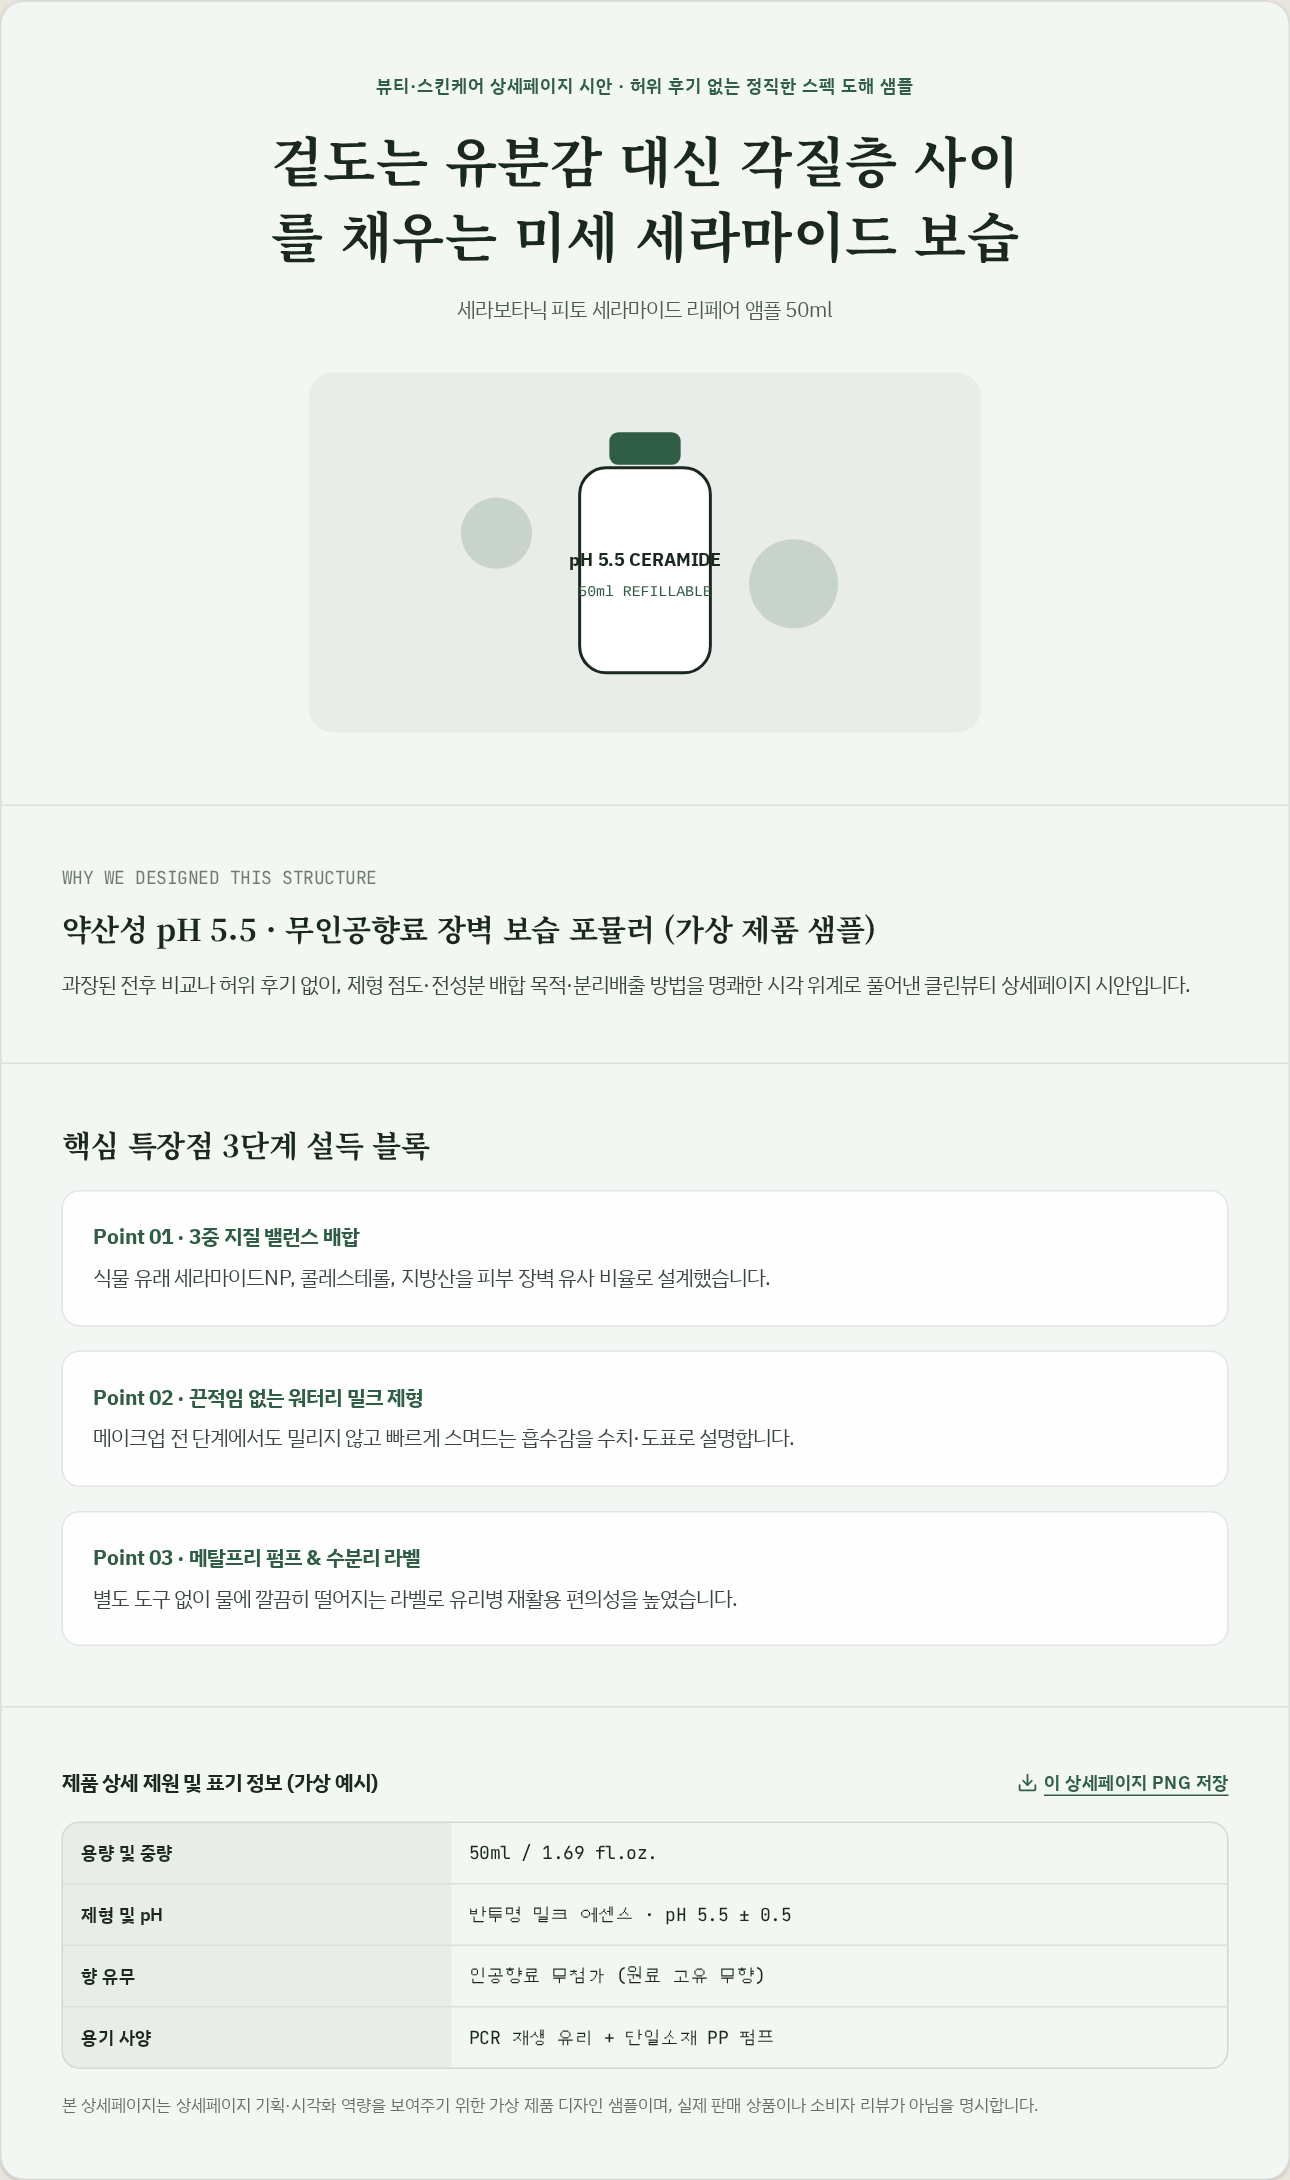 뷰티·스킨케어 상세페이지 시안 · 허위 후기 없는 정직한 스펙 도해 샘플
겉도는 유분감 대신 각질층 사이
를 채우는 미세 세라마이드 보습
세라보타닉 피토 세라마이드 리페어 앰플 50ml
pH 5.5 CERAMIDE
50ml REFILLABLE
WHY WE DESIGNED THIS STRUCTURE
약산성 pH 5.5 · 무인공향료 장벽 보습 포뮬러 (가상 제품 샘플)
과장된 전후 비교나 허위 후기 없이, 제형 점도·전성분 배합 목적·분리배출 방법을 명쾌한 시각 위계로 풀어낸 클린뷰티 상세페이지 시안입니다.
핵심 특장점 3단계 설득 블록
Point 01 · 3중 지질 밸런스 배합
식물 유래 세라마이드NP, 콜레스테롤, 지방산을 피부 장벽 유사 비율로 설계했습니다.
Point 02 · 끈적임 없는 워터리 밀크 제형
메이크업 전 단계에서도 밀리지 않고 빠르게 스며드는 흡수감을 수치·도표로 설명합니다.
Point 03 · 메탈프리 펌프 & 수분리 라벨
별도 도구 없이 물에 깔끔히 떨어지는 라벨로 유리병 재활용 편의성을 높였습니다.
제품 상세 제원 및 표기 정보 (가상 예시)
이 상세페이지 PNG 저장
용량 및 중량
50ml / 1.69 fl.oz.
제형 및 pH
반투명 밀크 에센스 · pH 5.5 ± 0.5
향 유무
인공향료 무첨가 (원료 고유 무향)
용기 사양
PCR 재생 유리 + 단일소재 PP 펌프
본 상세페이지는 상세페이지 기획·시각화 역량을 보여주기 위한 가상 제품 디자인 샘플이며, 실제 판매 상품이나 소비자 리뷰가 아님을 명시합니다.